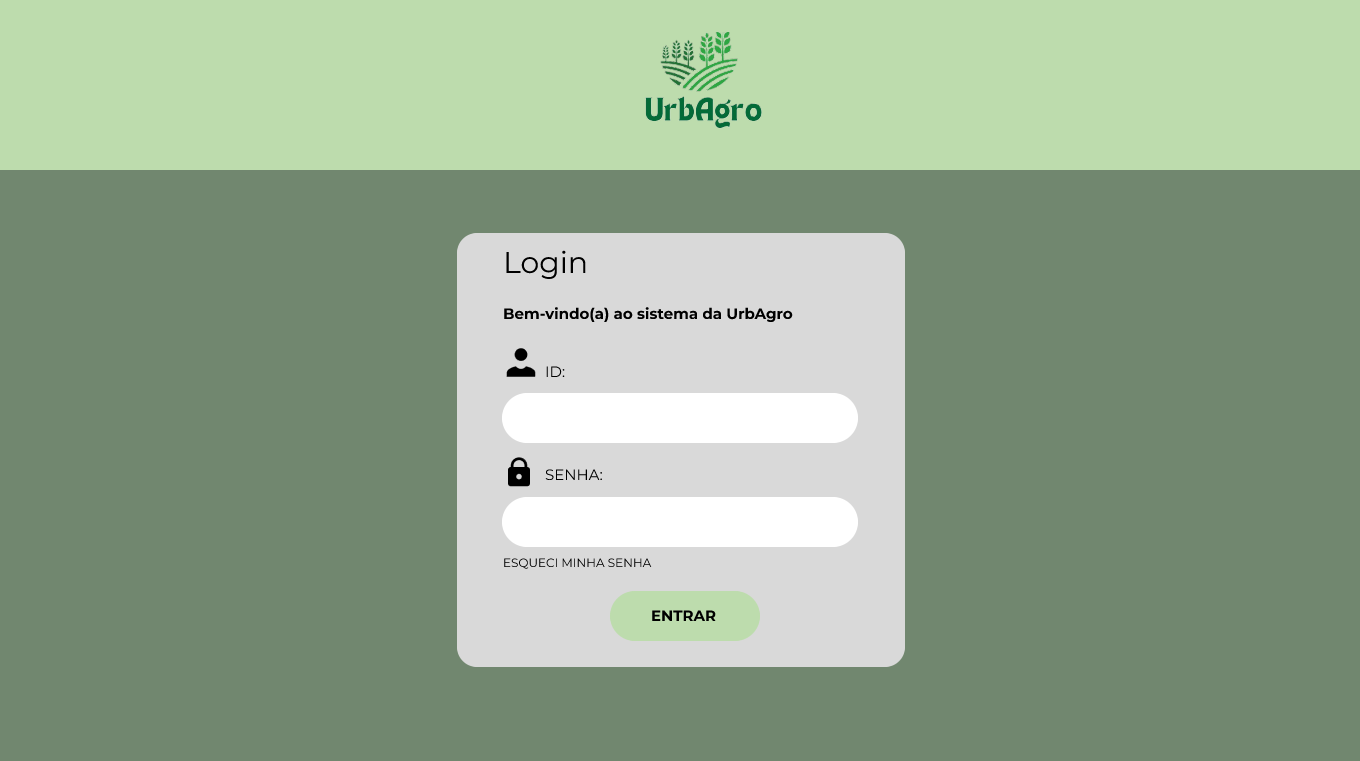 UrbAgro
Login
Bem-vindo(a) ao sistema da UrbAgro
ID:
SENHA:
ESQUECI MINHA SENHA
ENTRAR